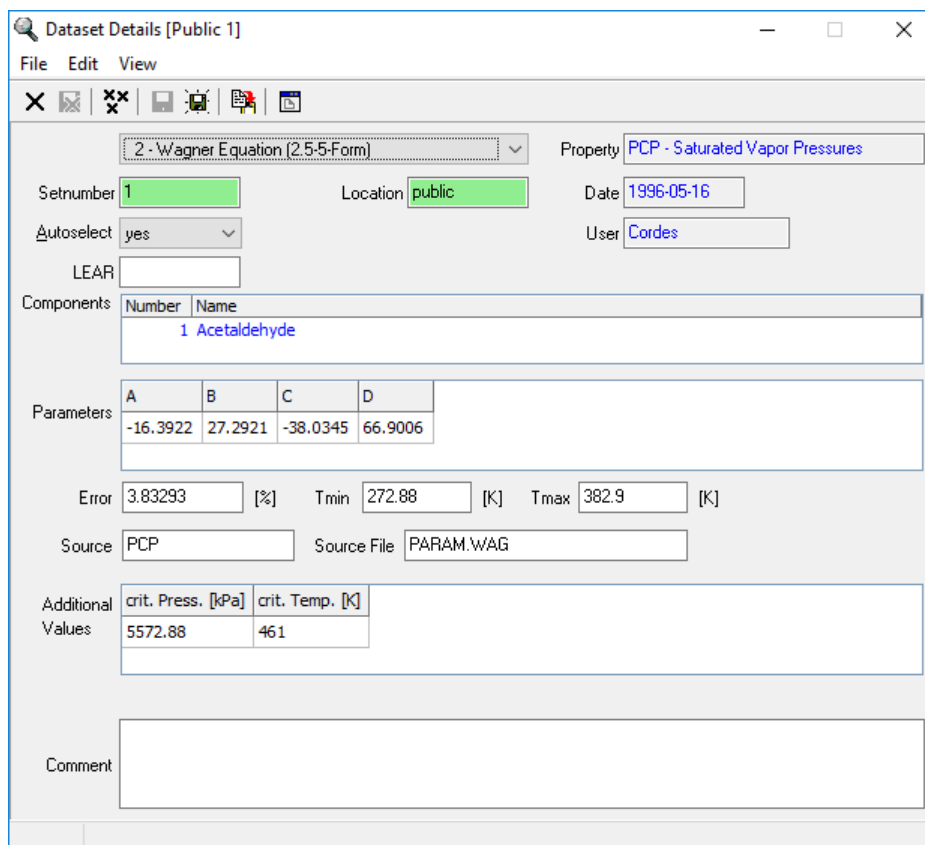 Dataset Details [Public 1]
File Edit View
2 - Wagner Equation (2.5-5-Form) Property PCP - Saturated Vapor Pressures
Setnumber 1 Location public Date 1996-05-16
Autoselect yes User Cordes
LEAR
Components Number Name
1 Acetaldehyde
Parameters A B C D
-16.3922 27.2921 -38.0345 66.9006
Error 3.83293 [%] Tmin 272.88 [K] Tmax 382.9 [K]
Source PCP Source File PARAM.WAG
Additional Values crit. Press. [kPa] crit. Temp. [K]
5572.88 461
Comment